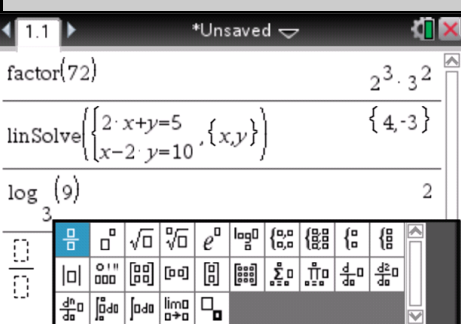 1.1 *Unsaved
factor(72) 2³·3²
linSolve({2·x+y=5 x−2·y=10,{x,y}) {4,-3}
log₃(9) 2